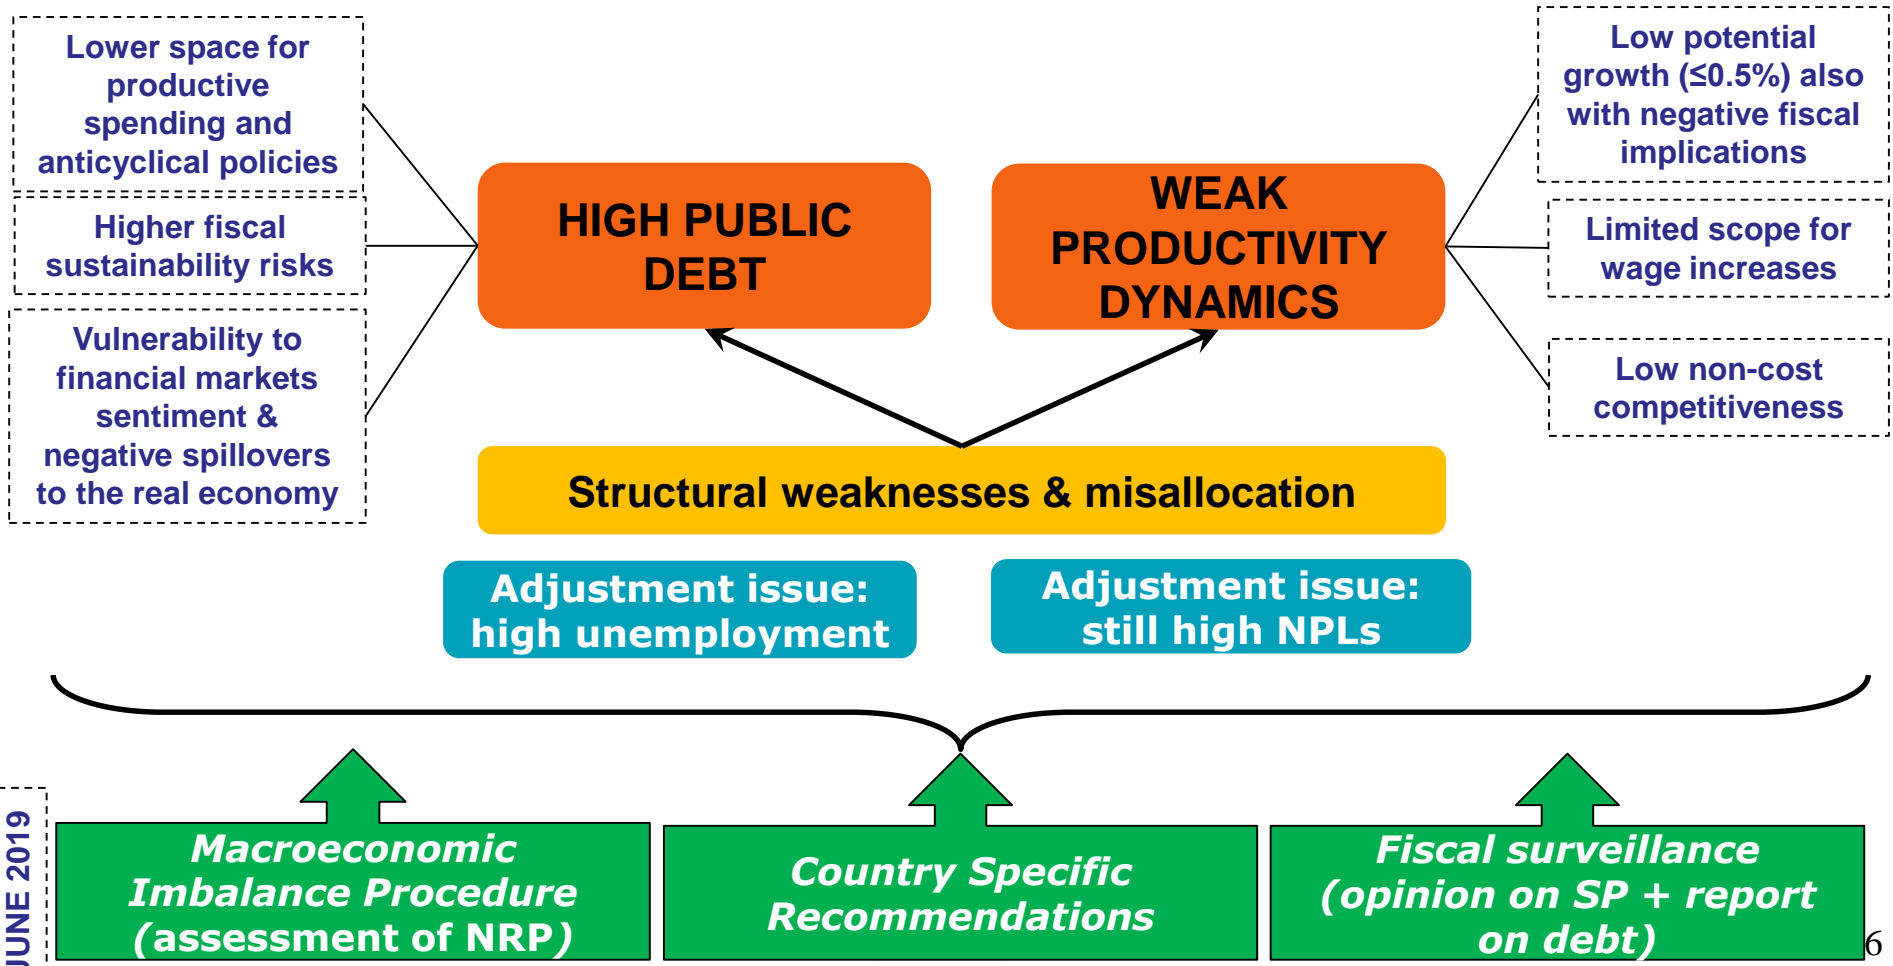 Lower space for
productive
spending and
anticyclical policies
Higher fiscal
sustainability risks
Vulnerability to
financial markets
sentiment &
negative spillovers
to the real economy
HIGH PUBLIC
DEBT
WEAK
PRODUCTIVITY
DYNAMICS
Low potential
growth (≤0.5%) also
with negative fiscal
implications
Limited scope for
wage increases
Low non-cost
competitiveness
Structural weaknesses & misallocation
Adjustment issue:
high unemployment
Adjustment issue:
still high NPLs
JUNE 2019
Macroeconomic
Imbalance Procedure
(assessment of NRP)
Country Specific
Recommendations
Fiscal surveillance
(opinion on SP + report
on debt)
6